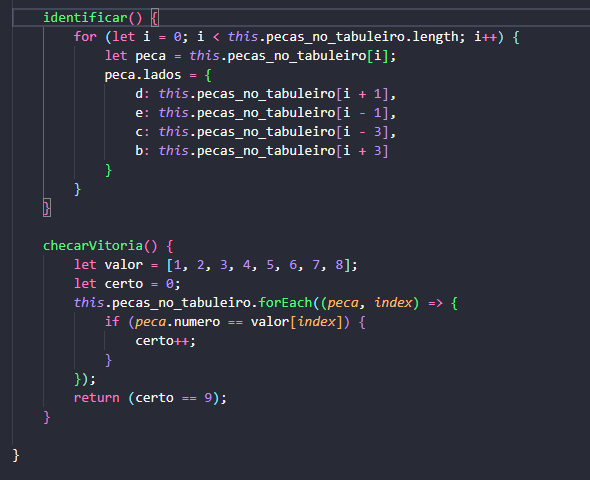 identificar() {
for (let i = 0; i < this.pecas_no_tabuleiro.length; i++) {
let peca = this.pecas_no_tabuleiro[i];
peca.lados = {
d: this.pecas_no_tabuleiro[i + 1],
e: this.pecas_no_tabuleiro[i - 1],
c: this.pecas_no_tabuleiro[i - 3],
b: this.pecas_no_tabuleiro[i + 3]
}
}
}
checarVitoria() {
let valor = [1, 2, 3, 4, 5, 6, 7, 8];
let certo = 0;
this.pecas_no_tabuleiro.forEach((peca, index) => {
if (peca.numero == valor[index]) {
certo++;
}
});
return (certo == 9);
}
}